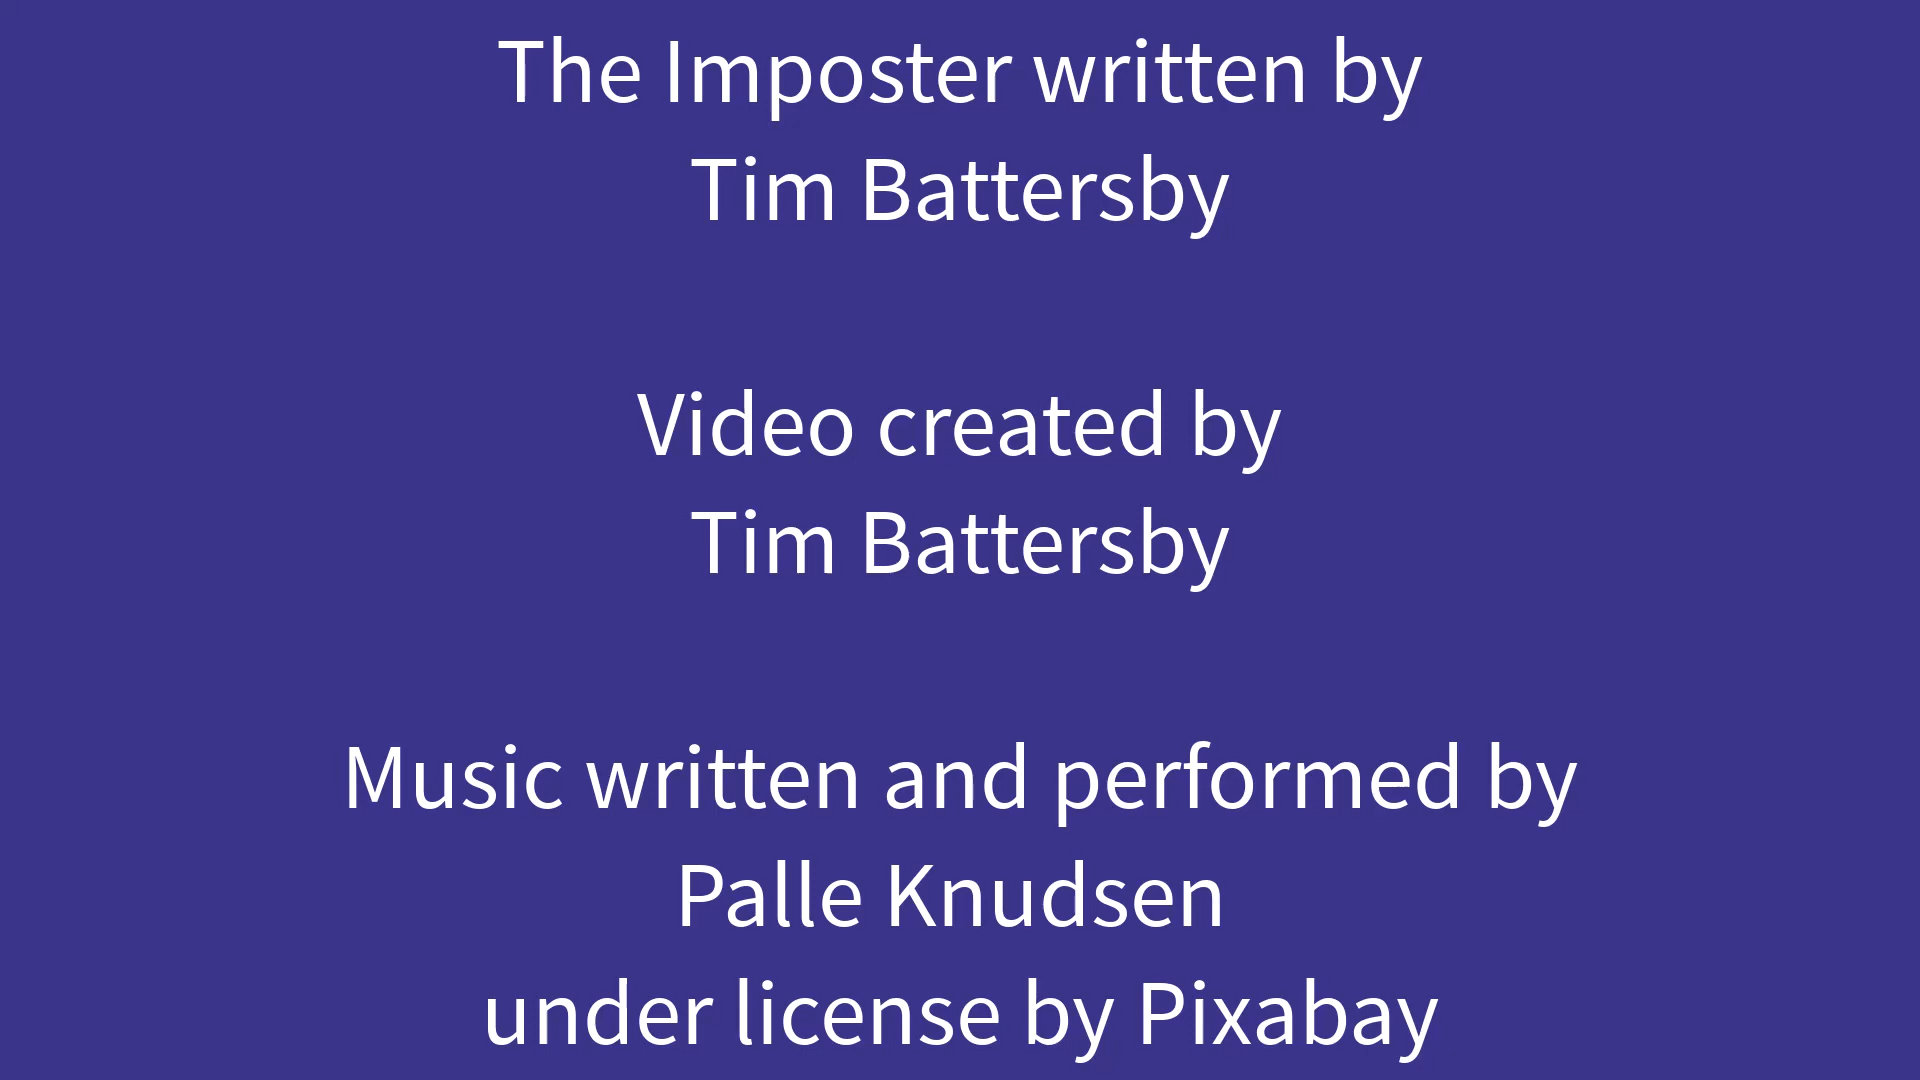 The Imposter written by
Tim Battersby
Video created by
Tim Battersby
Music written and performed by
Palle Knudsen
under license by Pixabay